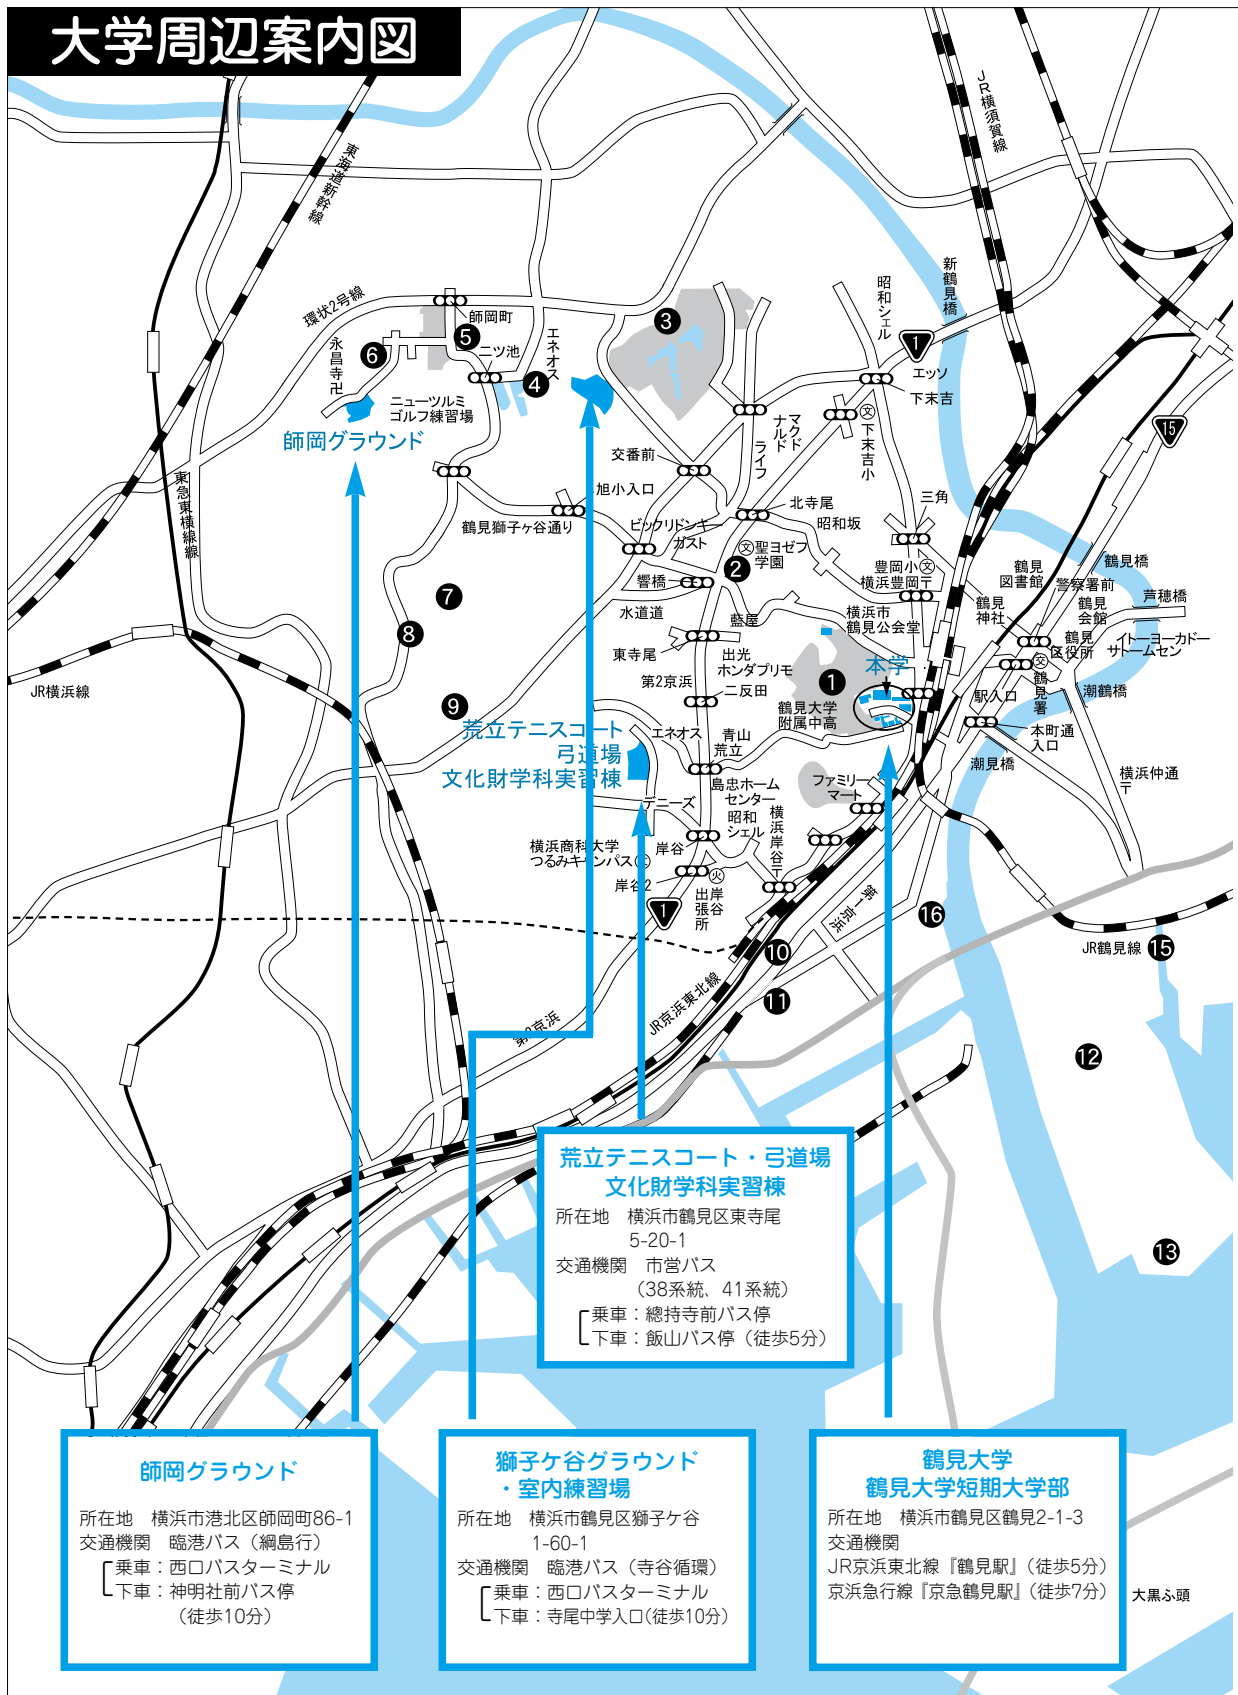 大学周辺案内図
JR横須賀線
東海道新幹線
環状2号線
師岡町
永昌寺卍
ニツ池
エネオス
ニューツルミ
ゴルフ練習場
師岡グラウンド
昭和シェル
新鶴見橋
1
エッソ
下末吉
15
マクド
ナルド
ライフ
文
下末吉小
交番前
旭小入口
鶴見獅子ヶ谷通り
東急東横線
北寺尾
昭和坂
三角
ビックリドンキー
ガスト
文聖ヨゼフ
学園
豊岡小文
横浜豊岡〒
鶴見
図書館
警察署前
鶴見橋
芦穂橋
響橋
水道道
藍屋
横浜市
鶴見公会堂
鶴見
神社
鶴見
会館
鶴見
区役所
イトーヨーカドー
サトームセン
東寺尾
出光
ホンダプリモ
本学
交
鶴見署
駅入口
潮鶴橋
JR横浜線
第2京浜
二反田
鶴見大学
附属中高
本町通
入口
荒立テニスコート
弓道場
文化財学科実習棟
エネオス
青山
荒立
潮見橋
横浜仲通
〒
島忠ホーム
センター
ファミリー
マート
デニーズ
昭和
シェル
横浜岸谷〒
横浜商科大学
つるみキャンパス文
岸谷
岸谷2
火
岸谷
出張所
1
第1京浜
JR鶴見線
JR京浜東北線
第2京浜
1
2
3
4
5
6
7
8
9
10
11
12
13
15
16
荒立テニスコート・弓道場
文化財学科実習棟
所在地　横浜市鶴見区東寺尾
5-20-1
交通機関　市営バス
（38系統、41系統）
乗車：總持寺前バス停
下車：飯山バス停（徒歩5分）
師岡グラウンド
所在地　横浜市港北区師岡町86-1
交通機関　臨港バス（綱島行）
乗車：西口バスターミナル
下車：神明社前バス停
（徒歩10分）
獅子ケ谷グラウンド
・室内練習場
所在地　横浜市鶴見区獅子ケ谷
1-60-1
交通機関　臨港バス（寺谷循環）
乗車：西口バスターミナル
下車：寺尾中学入口（徒歩10分）
鶴見大学
鶴見大学短期大学部
所在地　横浜市鶴見区鶴見2-1-3
交通機関
JR京浜東北線『鶴見駅』（徒歩5分）
京浜急行線『京急鶴見駅』（徒歩7分）
大黒ふ頭